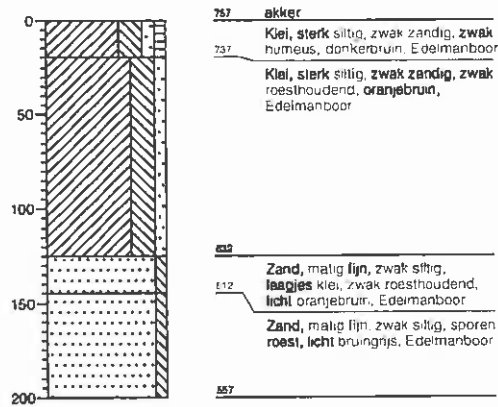 0
50
100
150
200
757 akker
Klei, sterk siltig, zwak zandig, zwak
737 humeus, donkerbruin, Edelmanboor
Klei, sterk siltig, zwak zandig, zwak
roesthoudend, oranjebruin,
Edelmanboor
632
Zand, matig fijn, zwak siltig,
612 laagjes klei, zwak roesthoudend,
licht oranjebruin, Edelmanboor
Zand, matig fijn, zwak siltig, sporen
roest, licht bruingrijs, Edelmanboor
557